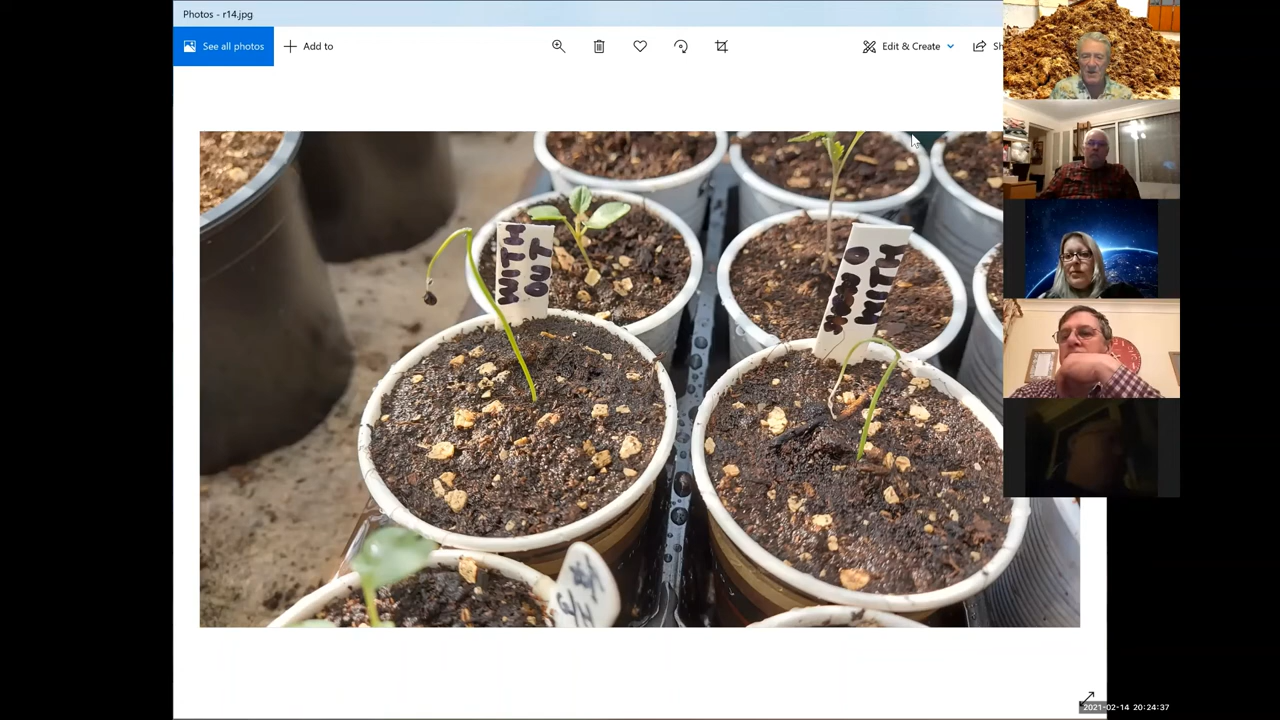 Photos - r14.jpg
See all photos
Add to
Edit & Create
Sh
WITH
OUT
WITH
2021-02-14 20:24:37